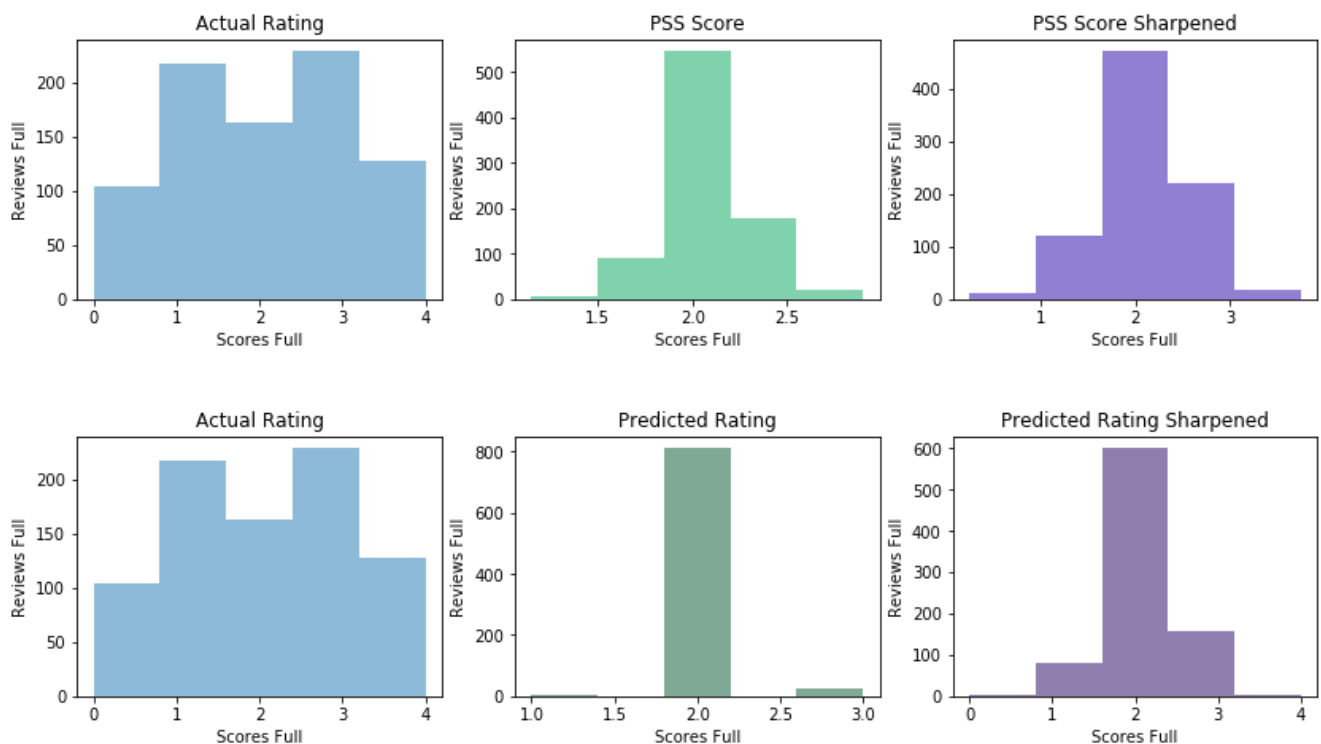 Actual Rating
PSS Score
PSS Score Sharpened
Reviews Full
200
150
100
50
0
0 1 2 3 4
Scores Full
Reviews Full
500
400
300
200
100
0
1.5 2.0 2.5
Scores Full
Reviews Full
400
300
200
100
0
1 2 3
Scores Full
Actual Rating
Predicted Rating
Predicted Rating Sharpened
Reviews Full
200
150
100
50
0
0 1 2 3 4
Scores Full
Reviews Full
800
600
400
200
0
1.0 1.5 2.0 2.5 3.0
Scores Full
Reviews Full
600
500
400
300
200
100
0
0 1 2 3 4
Scores Full